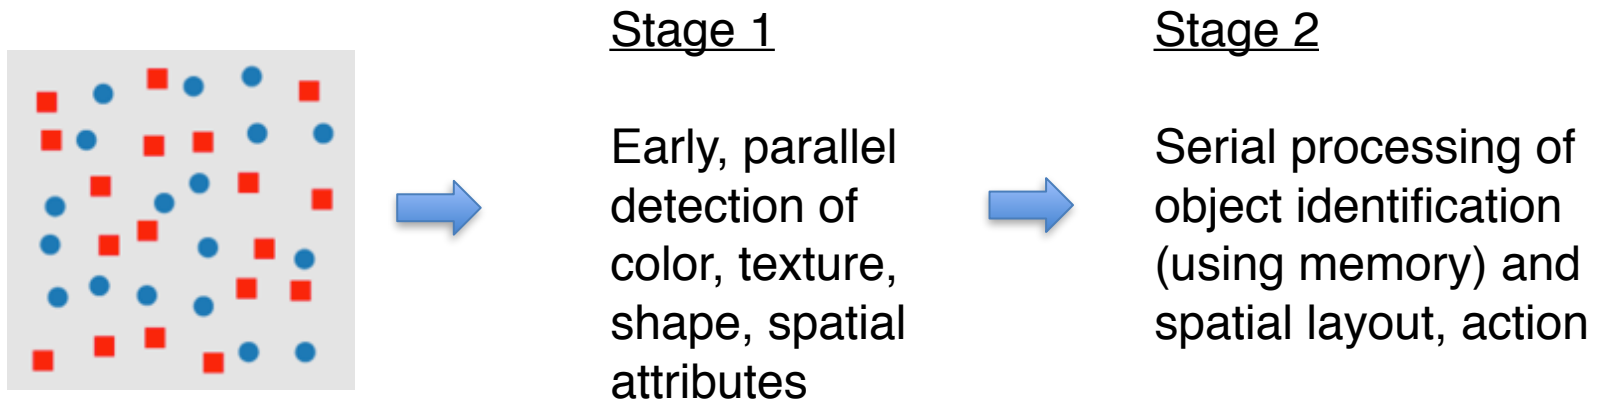 Stage 1
Early, parallel
detection of
color, texture,
shape, spatial
attributes
Stage 2
Serial processing of
object identification
(using memory) and
spatial layout, action